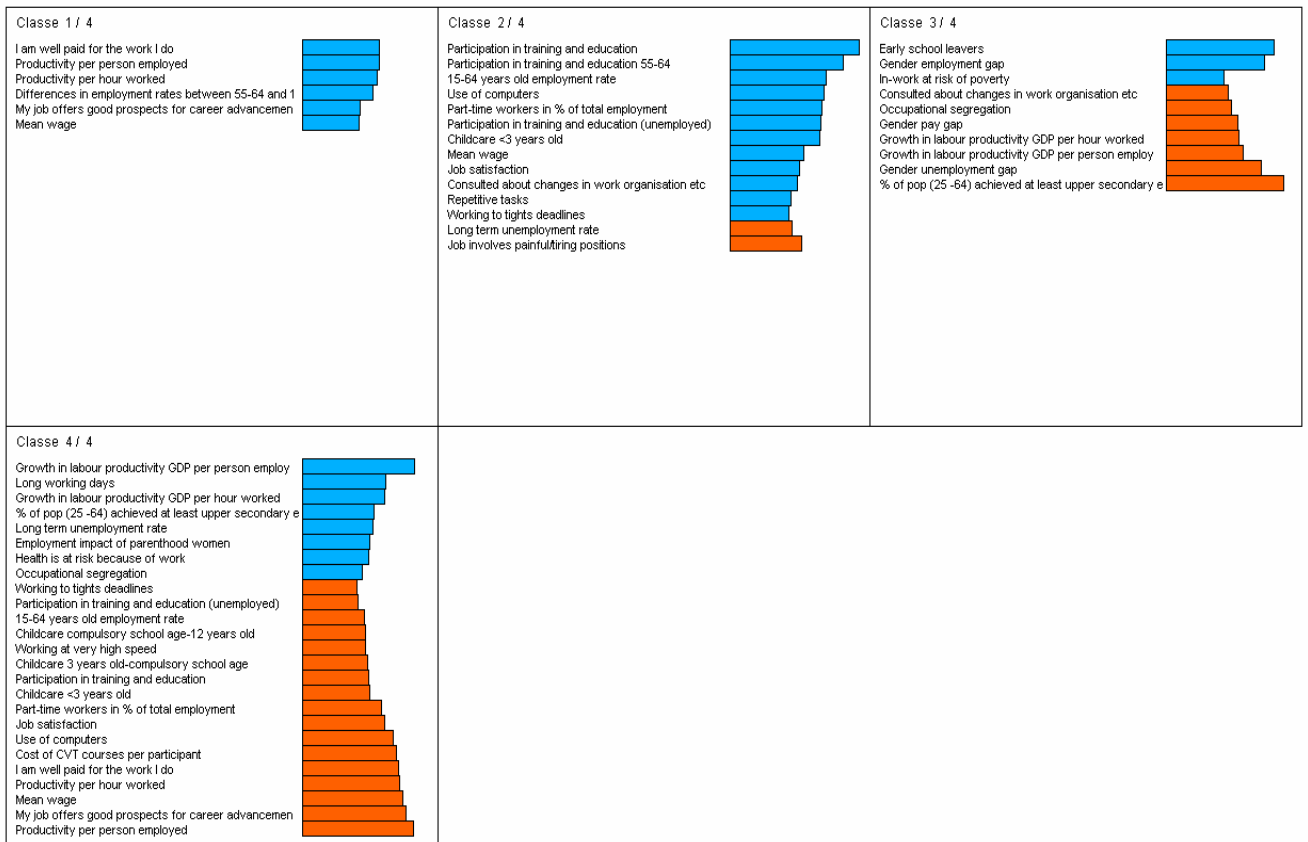 Classe 1 / 4
I am well paid for the work I do
Productivity per person employed
Productivity per hour worked
Differences in employment rates between 55-64 and 1
My job offers good prospects for career advancemen
Mean wage
Classe 2 / 4
Participation in training and education
Participation in training and education 55-64
15-64 years old employment rate
Use of computers
Part-time workers in % of total employment
Participation in training and education (unemployed)
Childcare <3 years old
Mean wage
Job satisfaction
Consulted about changes in work organisation etc
Repetitive tasks
Working to tights deadlines
Long term unemployment rate
Job involves painful/tiring positions
Classe 3 / 4
Early school leavers
Gender employment gap
In-work at risk of poverty
Consulted about changes in work organisation etc
Occupational segregation
Gender pay gap
Growth in labour productivity GDP per hour worked
Growth in labour productivity GDP per person employ
Gender unemployment gap
% of pop (25 -64) achieved at least upper secondary e
Classe 4 / 4
Growth in labour productivity GDP per person employ
Long working days
Growth in labour productivity GDP per hour worked
% of pop (25 -64) achieved at least upper secondary e
Long term unemployment rate
Employment impact of parenthood women
Health is at risk because of work
Occupational segregation
Working to tights deadlines
Participation in training and education (unemployed)
15-64 years old employment rate
Childcare compulsory school age-12 years old
Working at very high speed
Childcare 3 years old-compulsory school age
Participation in training and education
Childcare <3 years old
Part-time workers in % of total employment
Job satisfaction
Use of computers
Cost of CVT courses per participant
I am well paid for the work I do
Productivity per hour worked
Mean wage
My job offers good prospects for career advancemen
Productivity per person employed